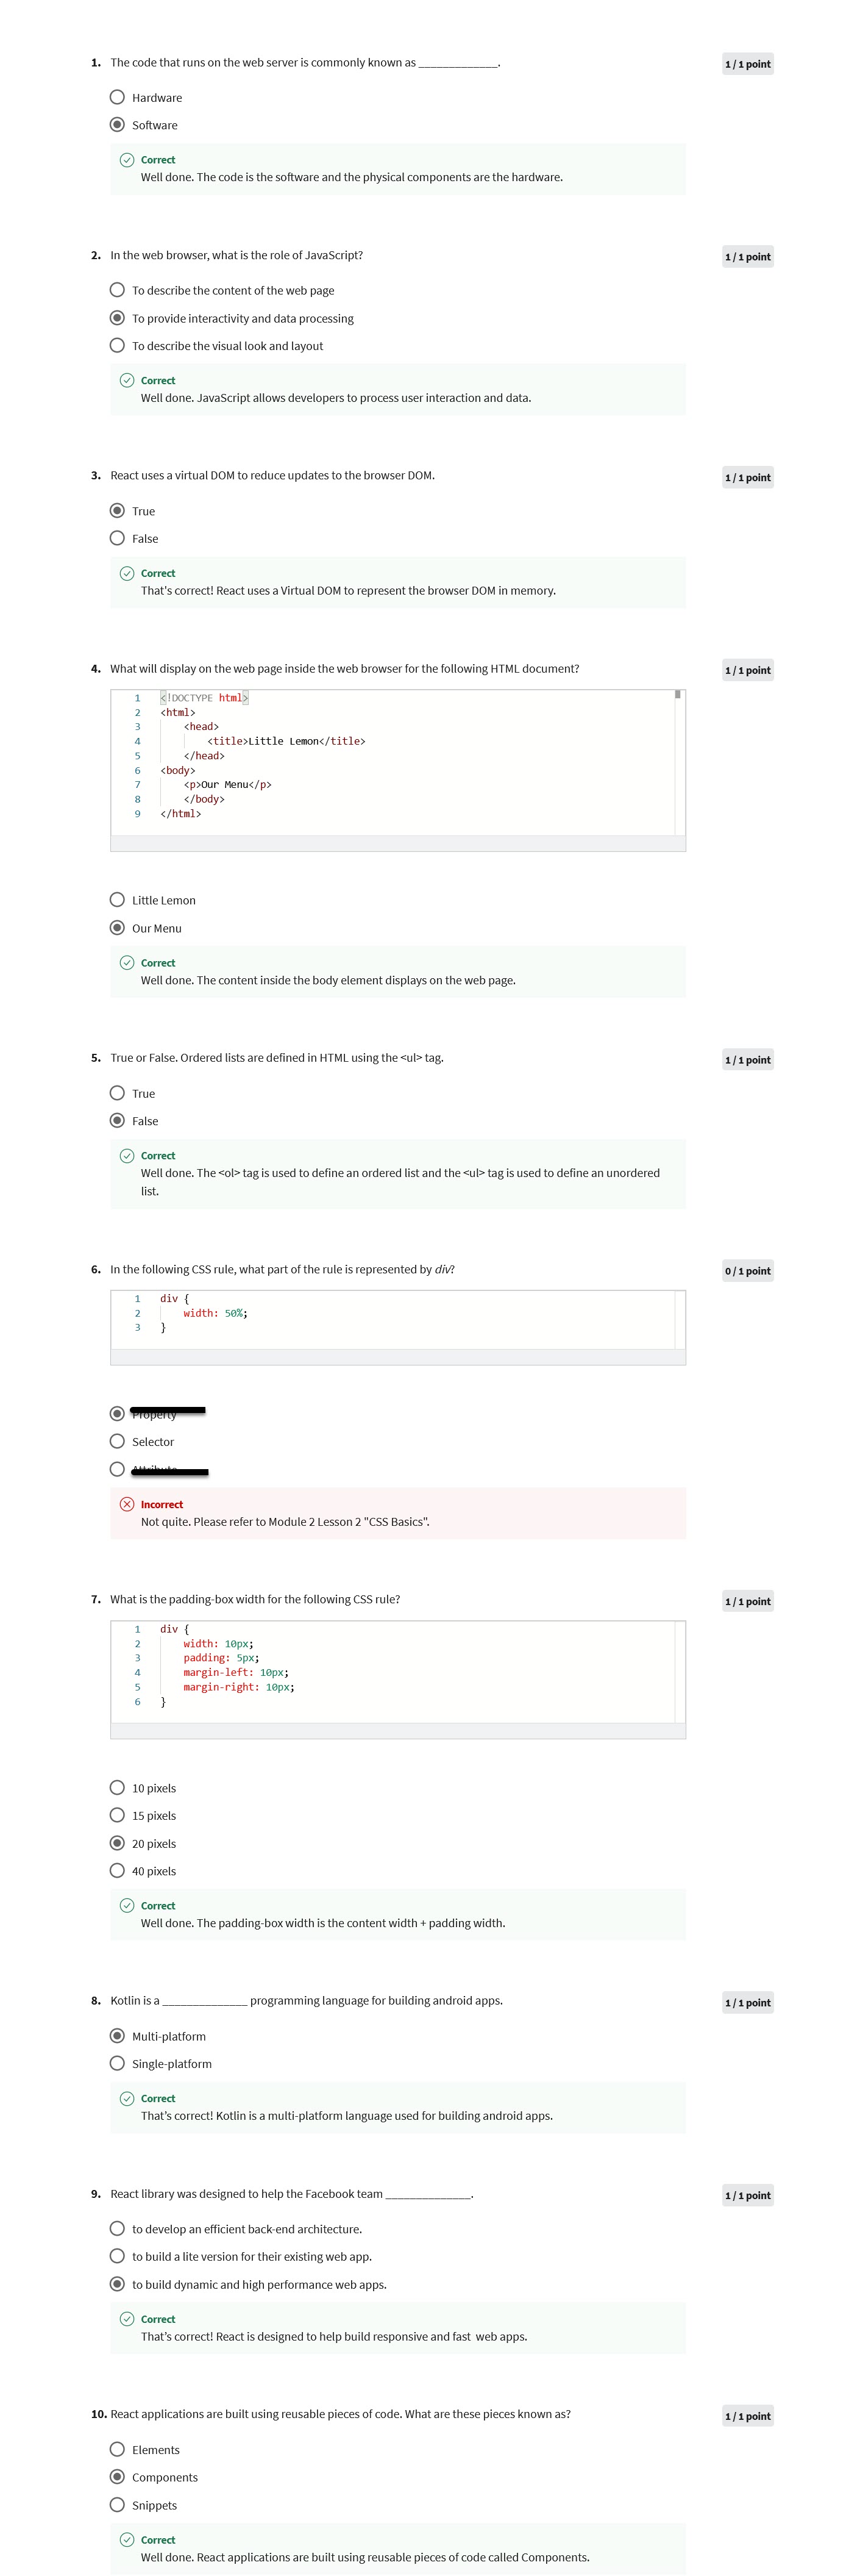 1. The code that runs on the web server is commonly known as _____________.
1 / 1 point
Hardware
Software
Correct
Well done. The code is the software and the physical components are the hardware.
2. In the web browser, what is the role of JavaScript?
1 / 1 point
To describe the content of the web page
To provide interactivity and data processing
To describe the visual look and layout
Correct
Well done. JavaScript allows developers to process user interaction and data.
3. React uses a virtual DOM to reduce updates to the browser DOM.
1 / 1 point
True
False
Correct
That's correct! React uses a Virtual DOM to represent the browser DOM in memory.
4. What will display on the web page inside the web browser for the following HTML document?
1 / 1 point
1 <!DOCTYPE html>
2 <html>
3 <head>
4 <title>Little Lemon</title>
5 </head>
6 <body>
7 <p>Our Menu</p>
8 </body>
9 </html>
Little Lemon
Our Menu
Correct
Well done. The content inside the body element displays on the web page.
5. True or False. Ordered lists are defined in HTML using the <ul> tag.
1 / 1 point
True
False
Correct
Well done. The <ol> tag is used to define an ordered list and the <ul> tag is used to define an unordered
list.
6. In the following CSS rule, what part of the rule is represented by div?
0 / 1 point
1 div {
2 width: 50%;
3 }
Property
Selector
Attribute
Incorrect
Not quite. Please refer to Module 2 Lesson 2 "CSS Basics".
7. What is the padding-box width for the following CSS rule?
1 / 1 point
1 div {
2 width: 10px;
3 padding: 5px;
4 margin-left: 10px;
5 margin-right: 10px;
6 }
10 pixels
15 pixels
20 pixels
40 pixels
Correct
Well done. The padding-box width is the content width + padding width.
8. Kotlin is a ______________ programming language for building android apps.
1 / 1 point
Multi-platform
Single-platform
Correct
That’s correct! Kotlin is a multi-platform language used for building android apps.
9. React library was designed to help the Facebook team ______________.
1 / 1 point
to develop an efficient back-end architecture.
to build a lite version for their existing web app.
to build dynamic and high performance web apps.
Correct
That’s correct! React is designed to help build responsive and fast web apps.
10. React applications are built using reusable pieces of code. What are these pieces known as?
1 / 1 point
Elements
Components
Snippets
Correct
Well done. React applications are built using reusable pieces of code called Components.